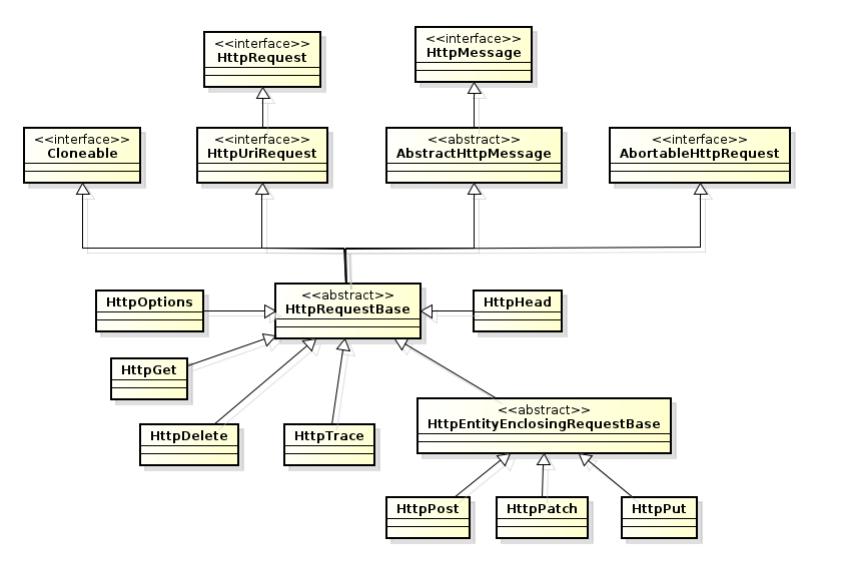 <<interface>>
HttpRequest
<<interface>>
HttpMessage
<<interface>>
Cloneable
<<interface>>
HttpUriRequest
<<abstract>>
AbstractHttpMessage
<<interface>>
AbortableHttpRequest
HttpOptions
<<abstract>>
HttpRequestBase
HttpHead
HttpGet
HttpDelete
HttpTrace
<<abstract>>
HttpEntityEnclosingRequestBase
HttpPost
HttpPatch
HttpPut